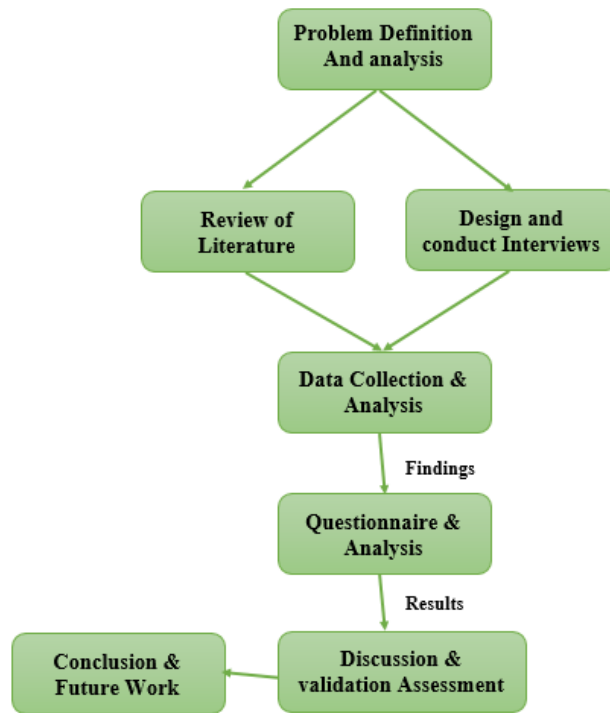 Problem Definition
And analysis
Review of
Literature
Design and
conduct Interviews
Data Collection &
Analysis
Findings
Questionnaire &
Analysis
Results
Discussion &
validation Assessment
Conclusion &
Future Work